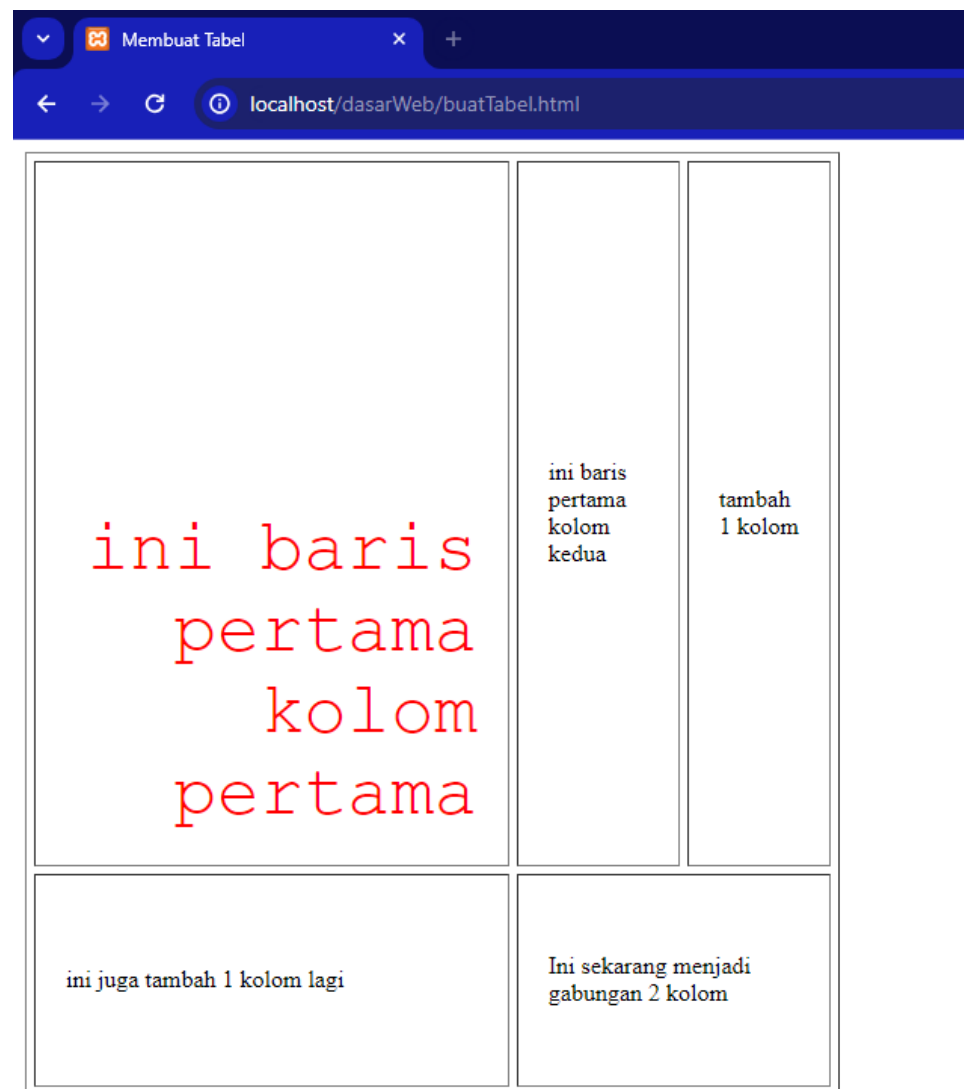 Membuat Tabel
localhost/dasarWeb/buatTabel.html
ini baris
pertama
kolom
pertama
ini baris
pertama
kolom
kedua
tambah
1 kolom
ini juga tambah 1 kolom lagi
Ini sekarang menjadi
gabungan 2 kolom